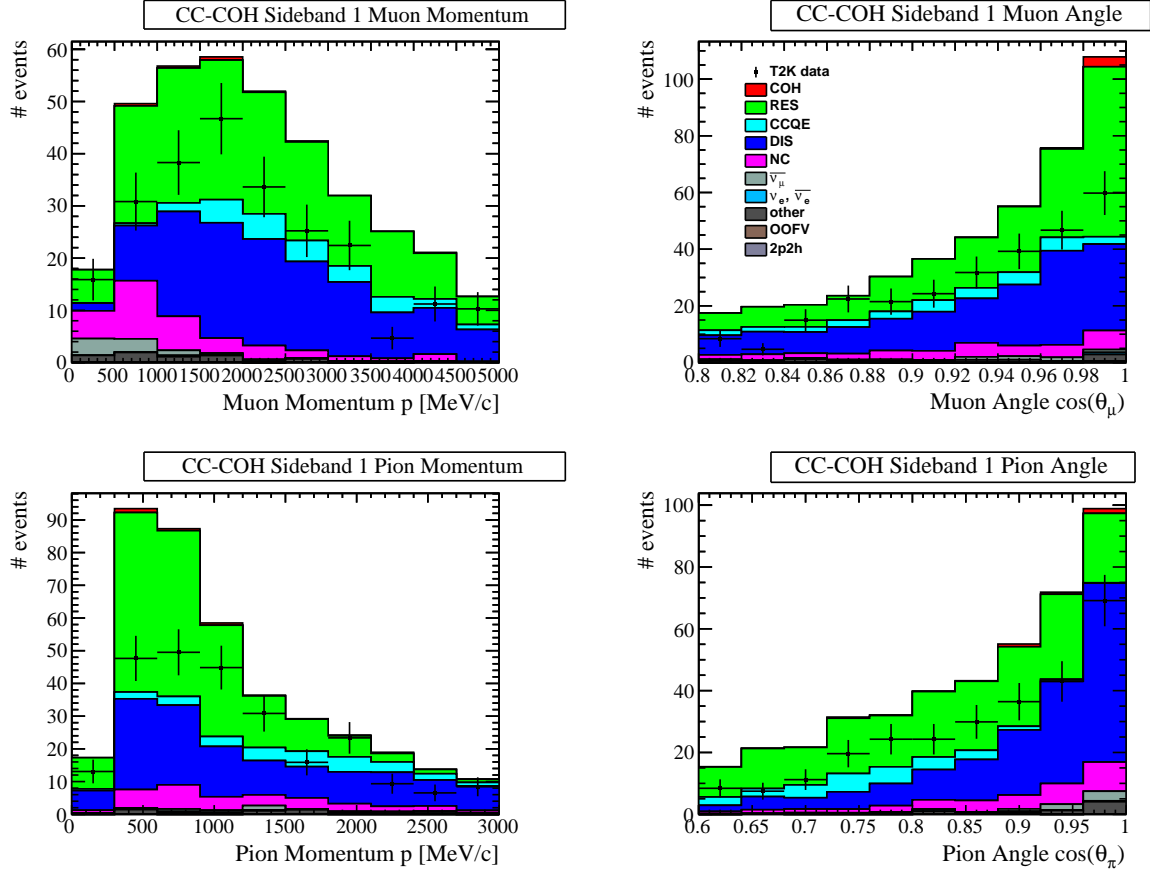 CC-COH Sideband 1 Muon Momentum
# events
60
50
40
30
20
10
0
0 500 1000 1500 2000 2500 3000 3500 4000 4500 5000
Muon Momentum p [MeV/c]
CC-COH Sideband 1 Muon Angle
# events
100
80
60
40
20
0
T2K data
COH
RES
CCQE
DIS
NC
ν̅_μ
ν_e, ν̅_e
other
OOFV
2p2h
0.8 0.82 0.84 0.86 0.88 0.9 0.92 0.94 0.96 0.98 1
Muon Angle cos(θ_μ)
CC-COH Sideband 1 Pion Momentum
# events
90
80
70
60
50
40
30
20
10
0
0 500 1000 1500 2000 2500 3000
Pion Momentum p [MeV/c]
CC-COH Sideband 1 Pion Angle
# events
100
80
60
40
20
0
0.6 0.65 0.7 0.75 0.8 0.85 0.9 0.95 1
Pion Angle cos(θ_π)